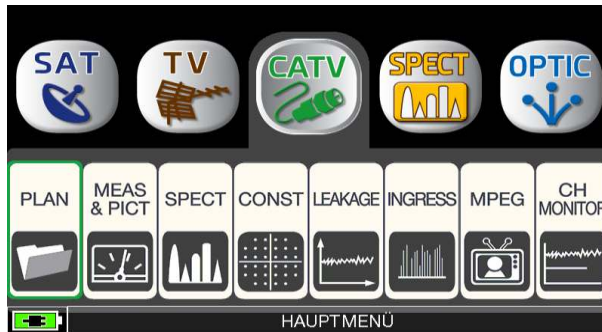 SAT
TV
CATV
SPECT
OPTIC
PLAN
MEAS
& PICT
SPECT
CONST
LEAKAGE
INGRESS
MPEG
CH
MONITOR
HAUPTMENÜ